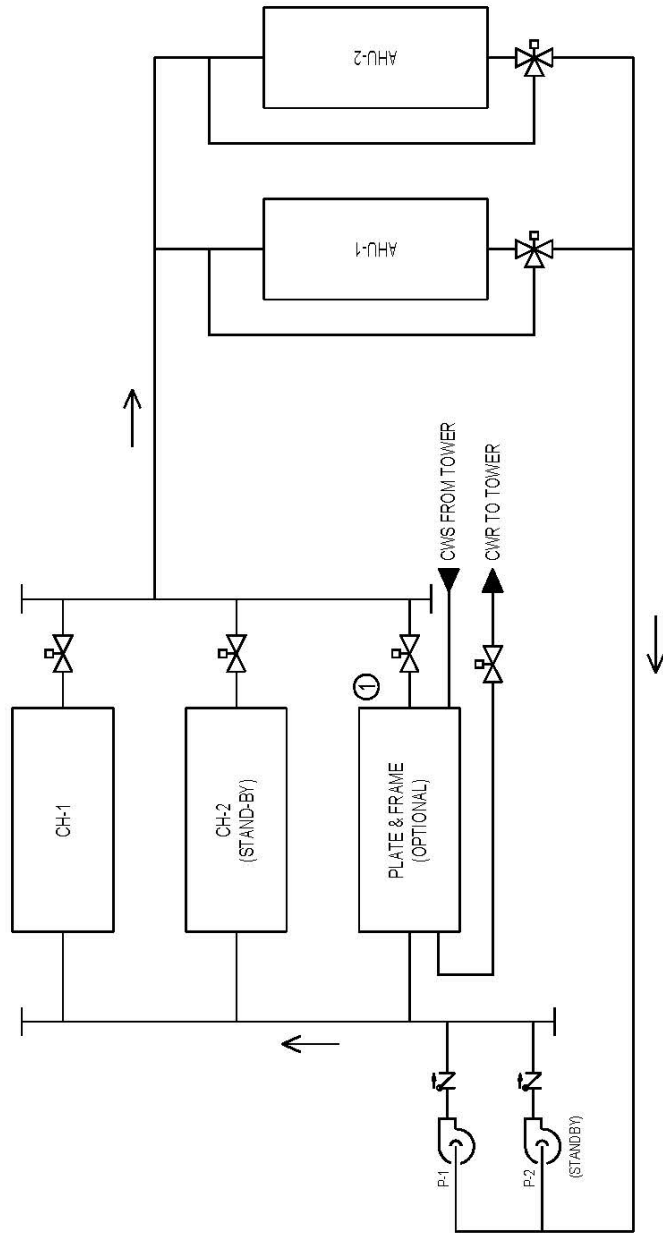 CH-1
CH-2
(STAND-BY)
PLATE & FRAME
(OPTIONAL)
1
CWS FROM TOWER
CWR TO TOWER
AHU-1
AHU-2
P-1
P-2
(STANDBY)